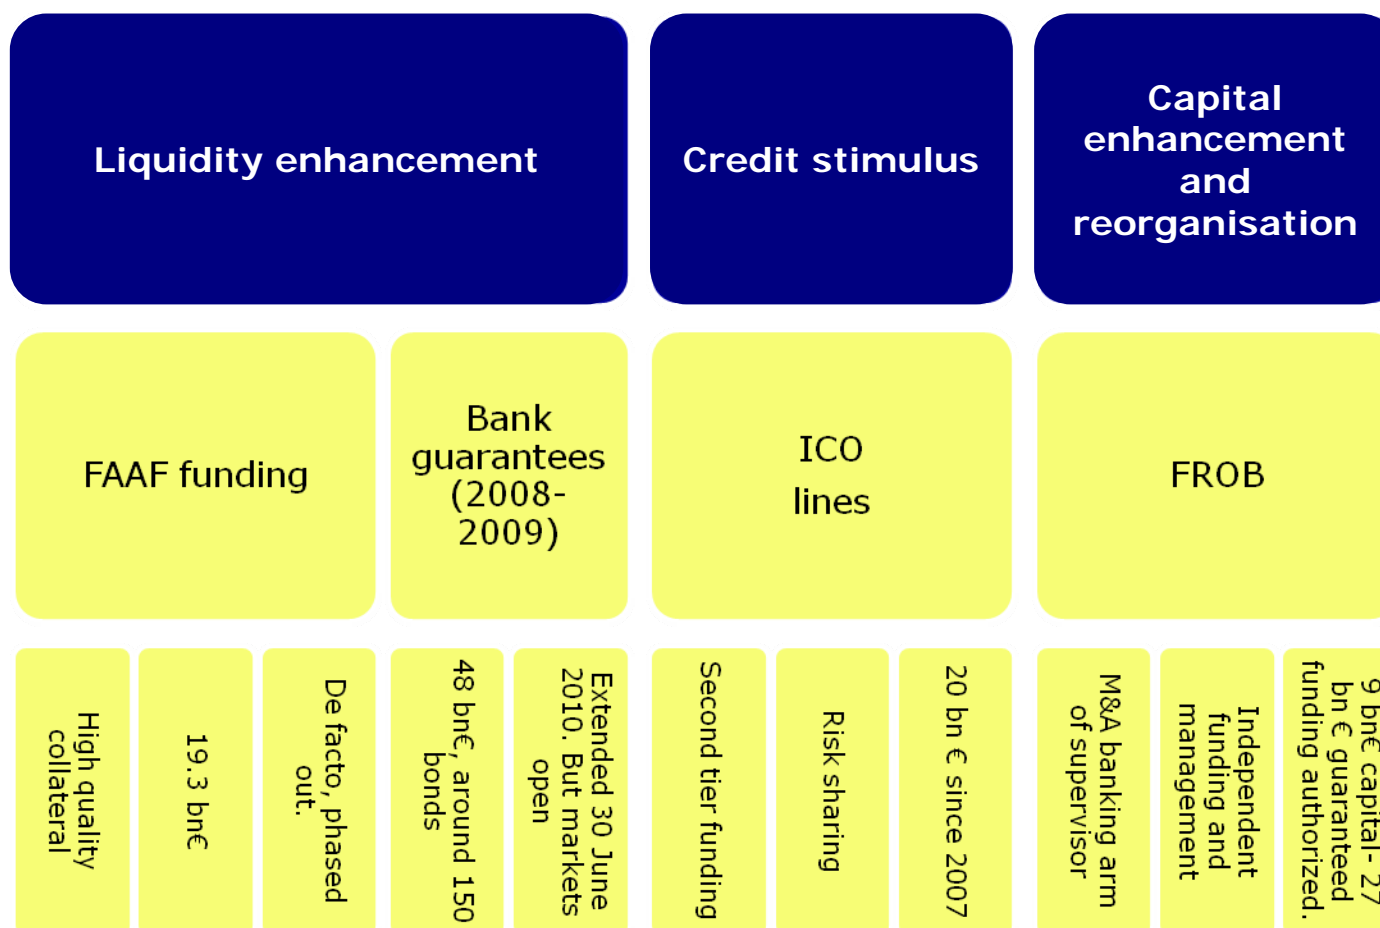 Liquidity enhancement
Credit stimulus
Capital
enhancement
and
reorganisation
FAAF funding
Bank
guarantees
(2008-
2009)
ICO
lines
FROB
High quality
collateral
19.3 bn€
De facto, phased
out.
48 bn€, around 150
bonds
Extended 30 June
2010. But markets
open
Second tier funding
Risk sharing
20 bn € since 2007
M&A banking arm
of supervisor
Independent
funding and
management
9 bn€ capital- 27
bn € guaranteed
funding authorized.